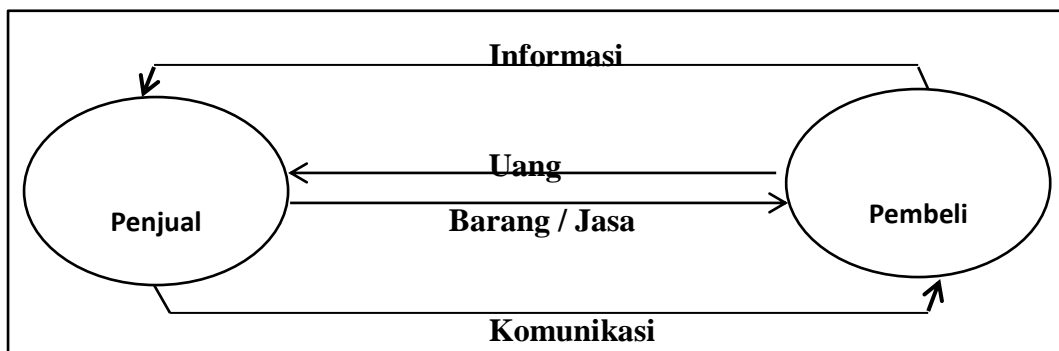 Informasi
Uang
Penjual
Barang / Jasa
Pembeli
Komunikasi